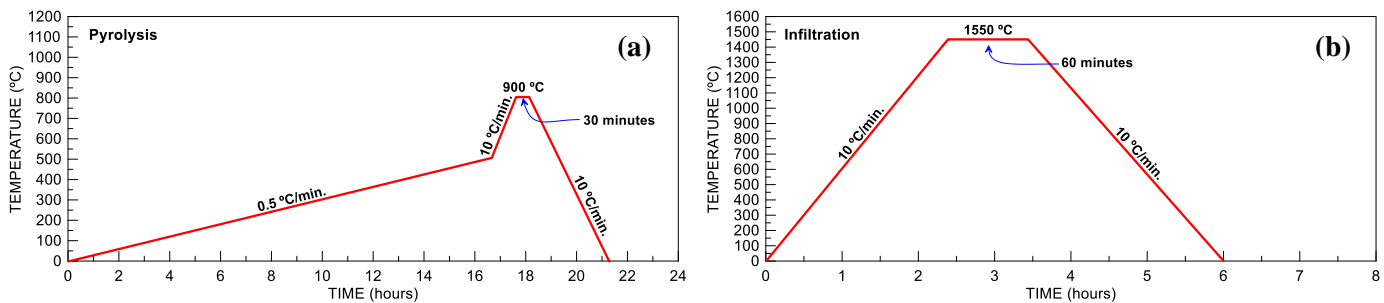 Pyrolysis
(a)
TEMPERATURE (ºC)
1200
1100
1000
900
800
700
600
500
400
300
200
100
0
900 ºC
30 minutes
0.5 ºC/min.
10 ºC/min.
10 ºC/min.
0 2 4 6 8 10 12 14 16 18 20 22 24
TIME (hours)
Infiltration
(b)
TEMPERATURE (ºC)
1600
1500
1400
1300
1200
1100
1000
900
800
700
600
500
400
300
200
100
0
1550 ºC
60 minutes
10 ºC/min.
10 ºC/min.
0 1 2 3 4 5 6 7 8
TIME (hours)